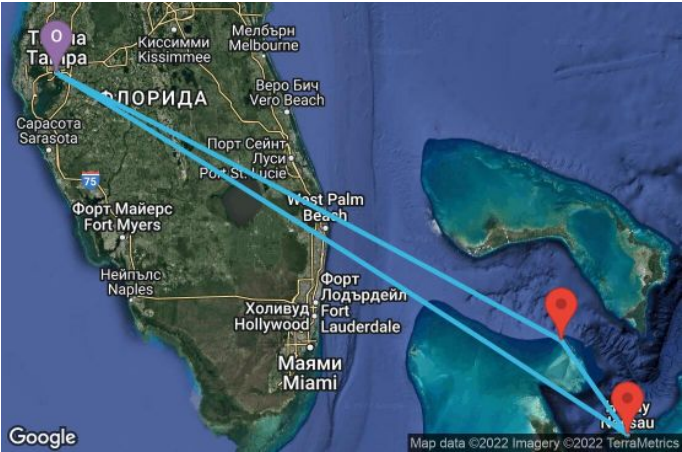 O
Тампа
Tampa
Киссимми
Kissimmee
Мелбърн
Melbourne
ФЛОРИДА
Веро Бич
Vero Beach
Сарасота
Sarasota
Порт Сейнт
Луси
Port St. Lucie
75
Форт Майерс
Fort Myers
West Palm
Beach
Нейпълс
Naples
Форт
Лодърдейл
Fort
Lauderdale
Холивуд
Hollywood
Маями
Miami
Nassau
Google
Map data ©2022 Imagery ©2022 TerraMetrics